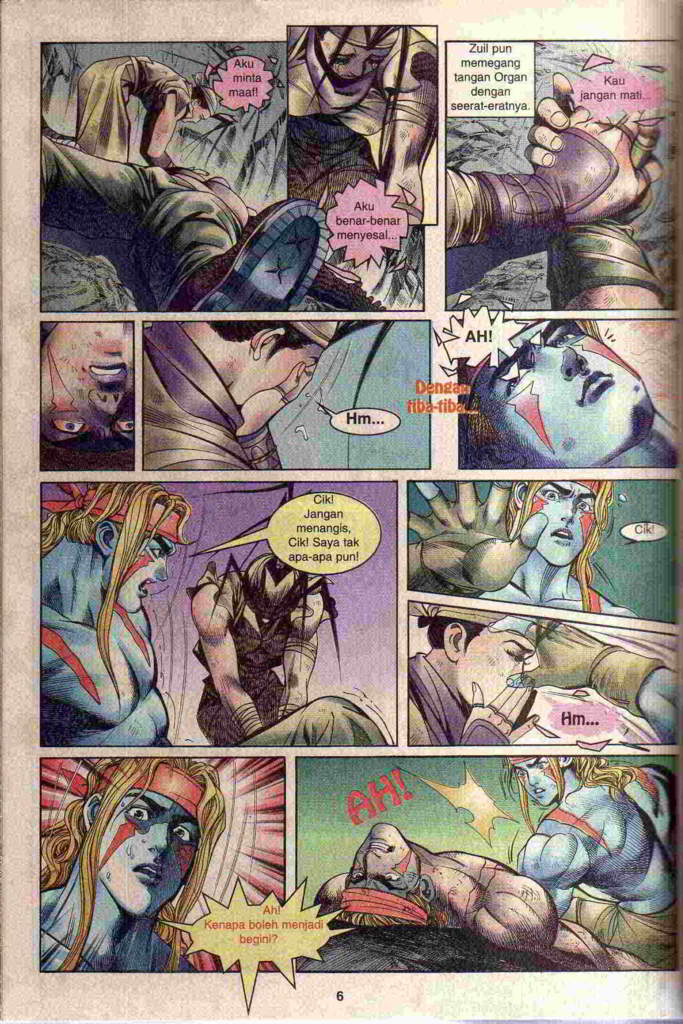 Aku
minta
maaf!
Aku
benar-benar
menyesal...
Zuil pun
memegang
tangan Organ
dengan
seerat-eratnya.
Kau
jangan mati...
Hm...
Dengan
tiba-tiba...
AH!
Cik!
Jangan
menangis,
Cik! Saya tak
apa-apa pun!
Cik!
Hm...
Ah!
Kenapa boleh menjadi
begini?
AH!
6